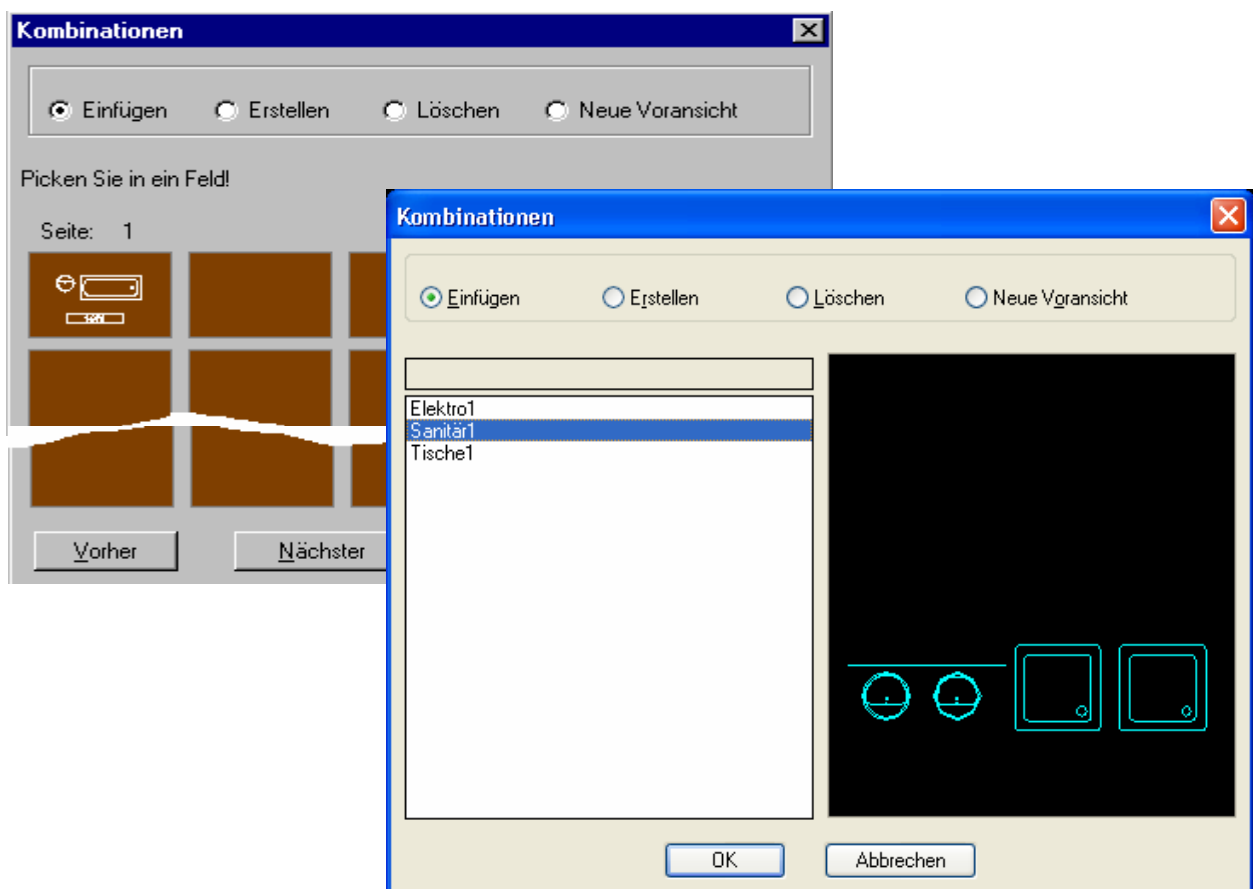 Kombinationen
Einfügen Erstellen Löschen Neue Voransicht
Picken Sie in ein Feld!
Seite: 1
Vorher Nächster
Kombinationen
Einfügen Erstellen Löschen Neue Voransicht
Elektro1
Sanitär1
Tische1
OK Abbrechen